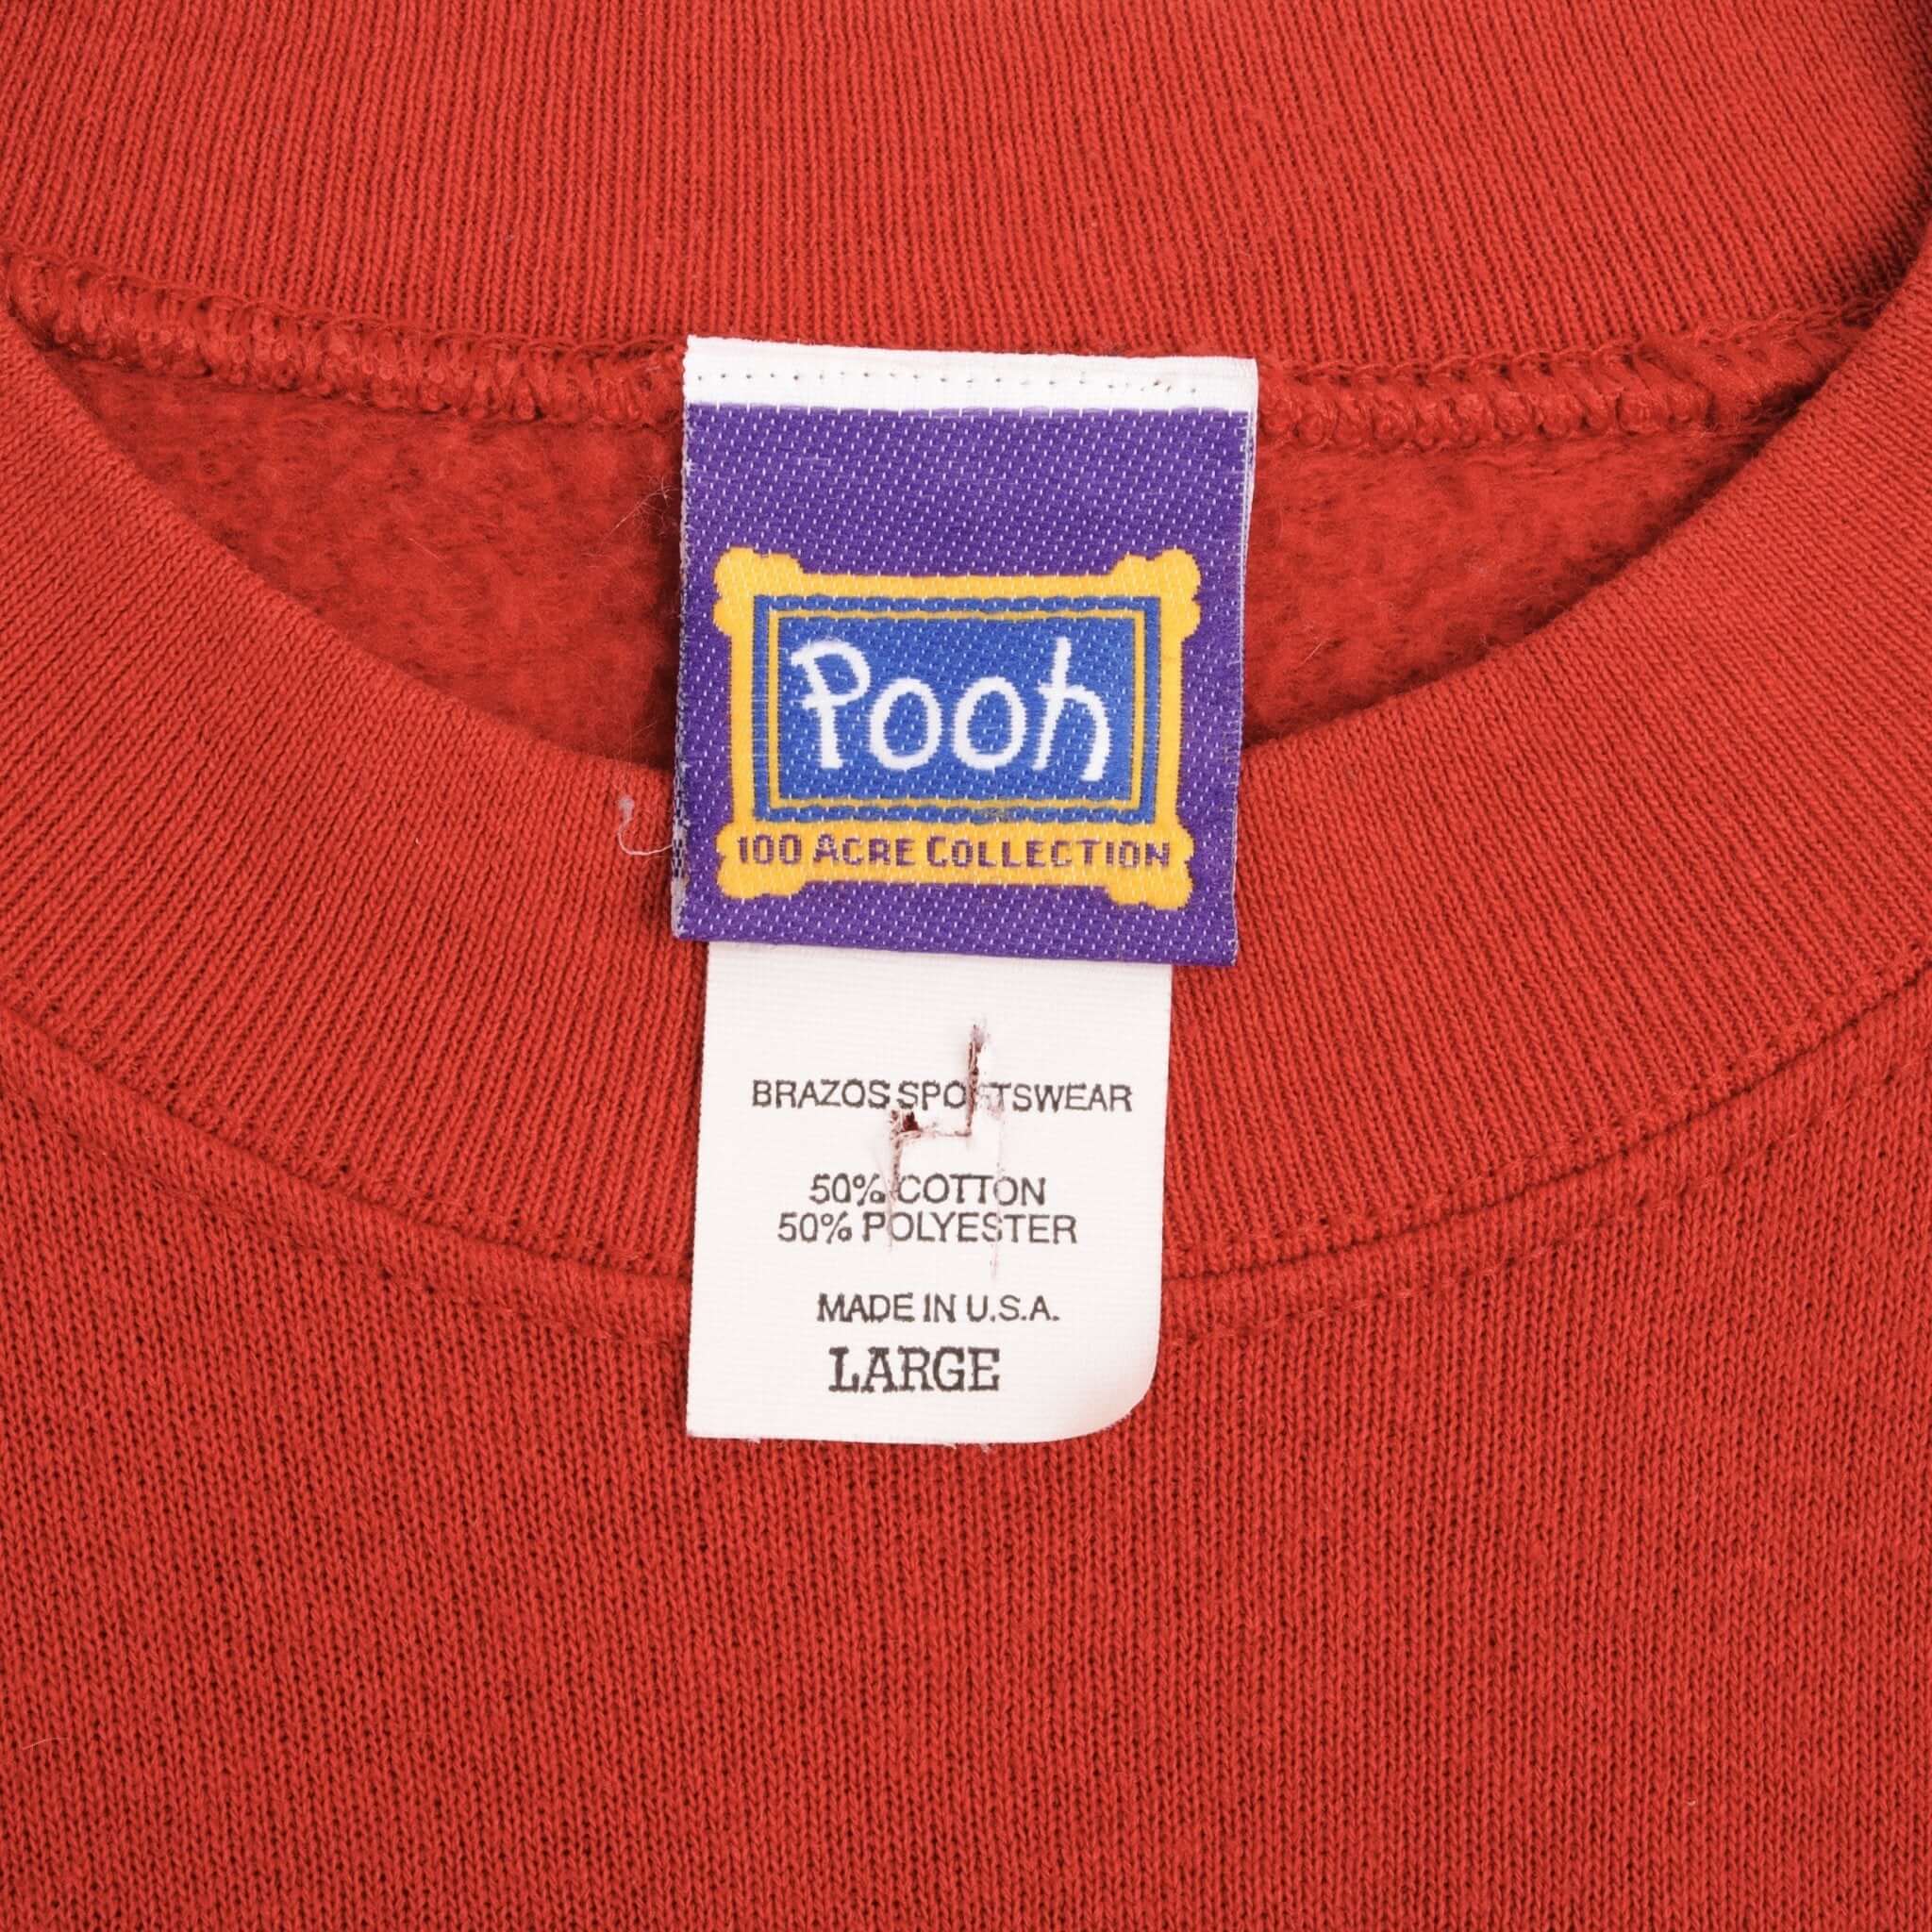 Pooh
100 ACRE COLLECTION
BRAZOS SPORTSWEAR
50% COTTON
50% POLYESTER
MADE IN U.S.A.
LARGE